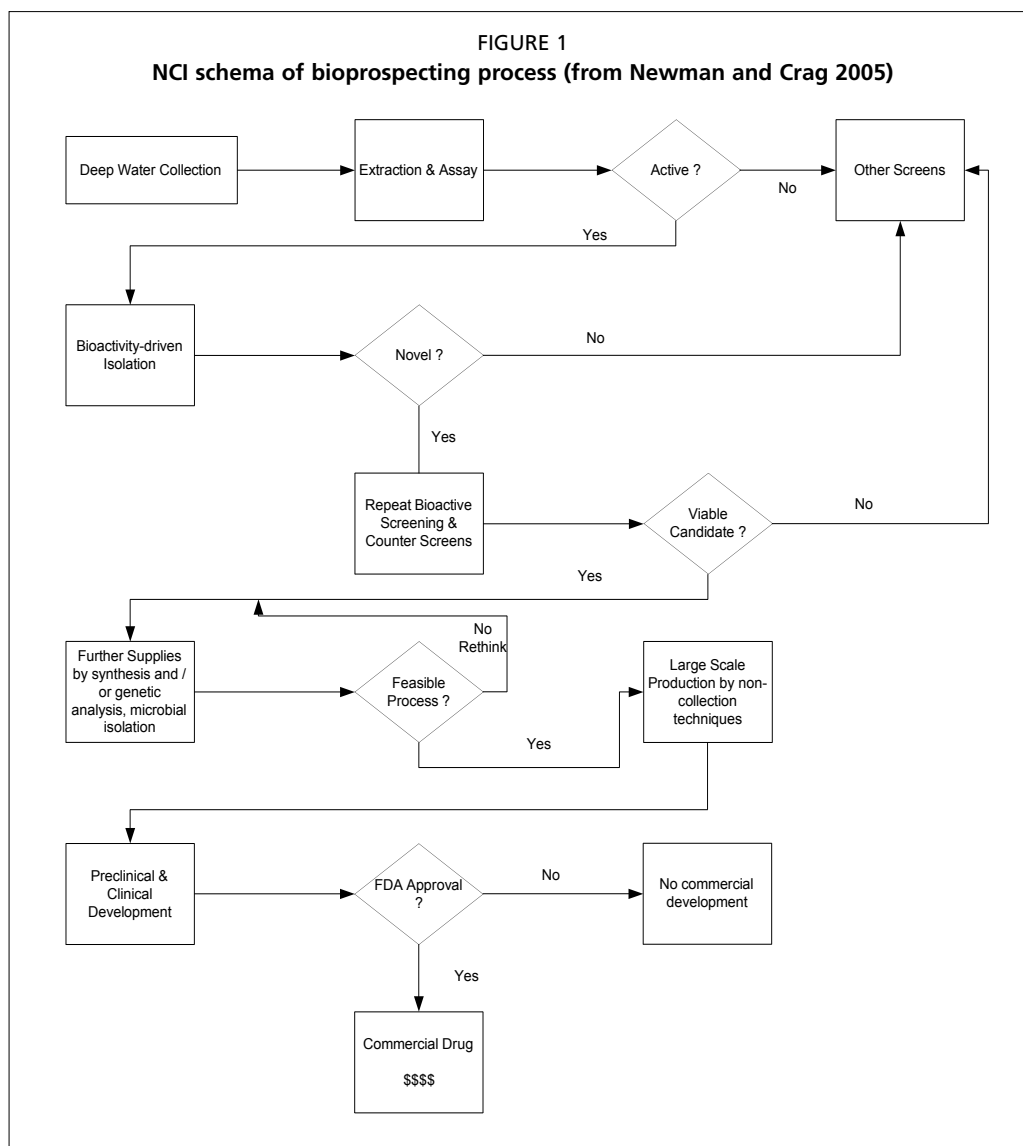 FIGURE 1
NCI schema of bioprospecting process (from Newman and Crag 2005)
Deep Water Collection
Extraction & Assay
Active ?
No
Other Screens
Yes
Bioactivity-driven
Isolation
Novel ?
No
Yes
Repeat Bioactive
Screening &
Counter Screens
Viable
Candidate ?
No
Yes
Further Supplies
by synthesis and /
or genetic
analysis, microbial
isolation
Feasible
Process ?
No
Rethink
Yes
Large Scale
Production by non-
collection
techniques
Preclinical &
Clinical
Development
FDA Approval
?
No
No commercial
development
Yes
Commercial Drug
$$$$